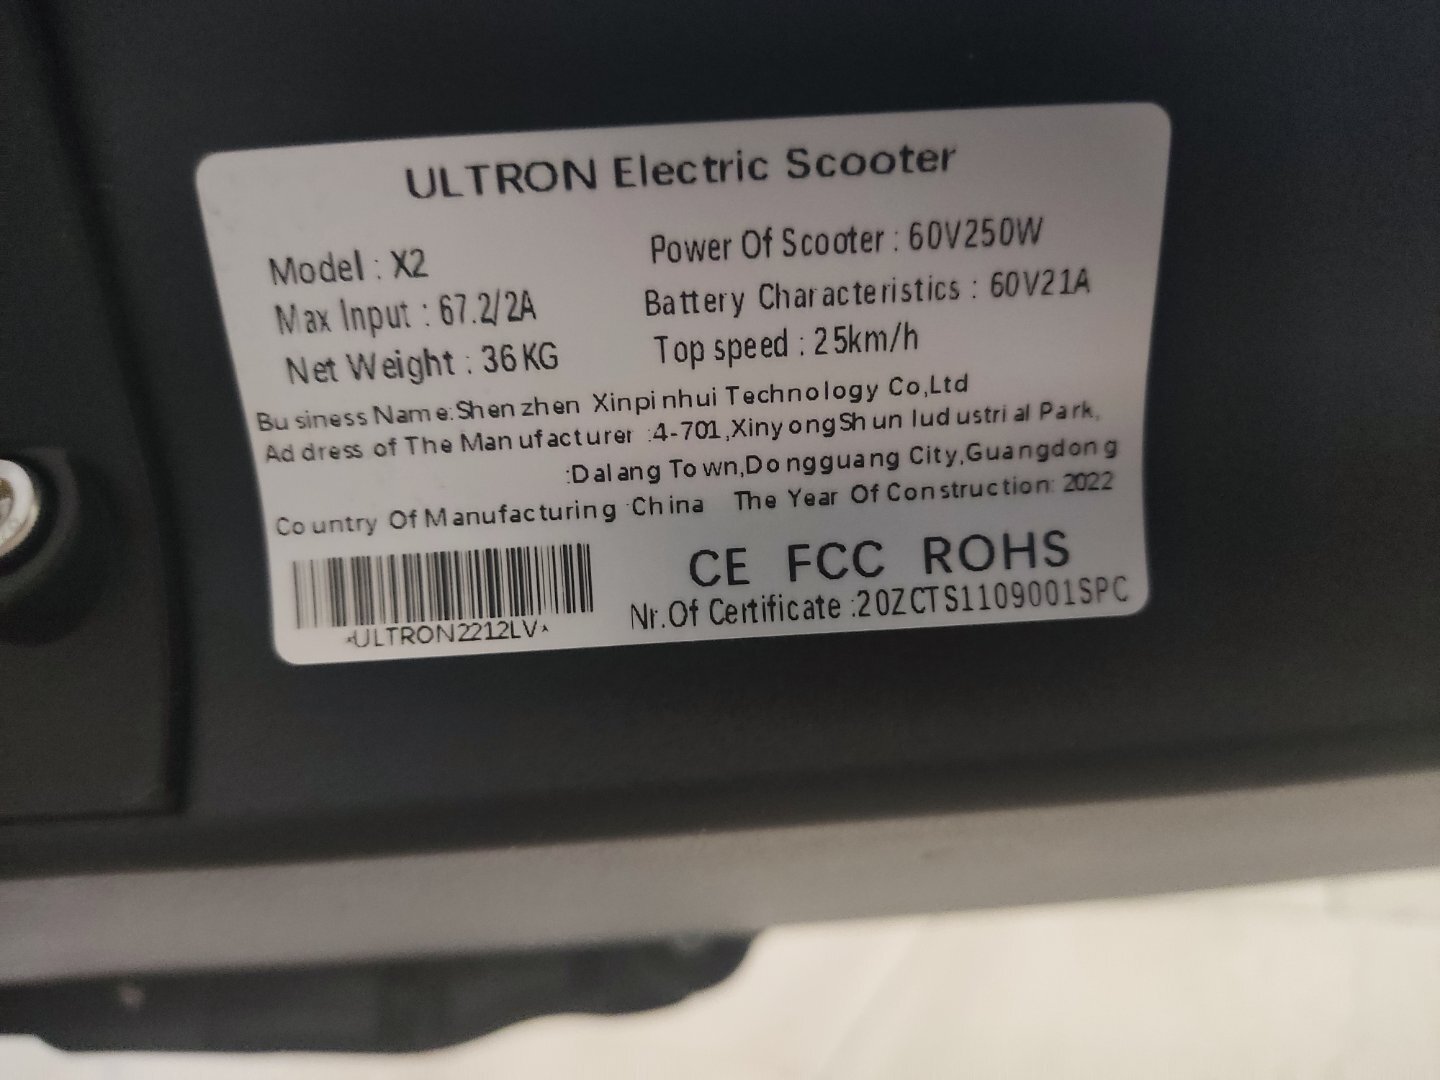 ULTRON Electric Scooter
Model : X2
Power Of Scooter : 60V250W
Max Input : 67.2/2A
Battery Characteristics : 60V21A
Net Weight : 36KG
Top speed : 25km/h
Business Name:Shenzhen Xinpinhui Technology Co,Ltd
Address of The Manufacturer :4-701,XinyongShun Iudustrial Park,
:Dalang Town,Dongguang City,Guangdong
Country Of Manufacturing :China The Year Of Construction: 2022
CE FCC ROHS
*ULTRON2212LV*
Nr.Of Certificate :20ZCTS1109001SPC